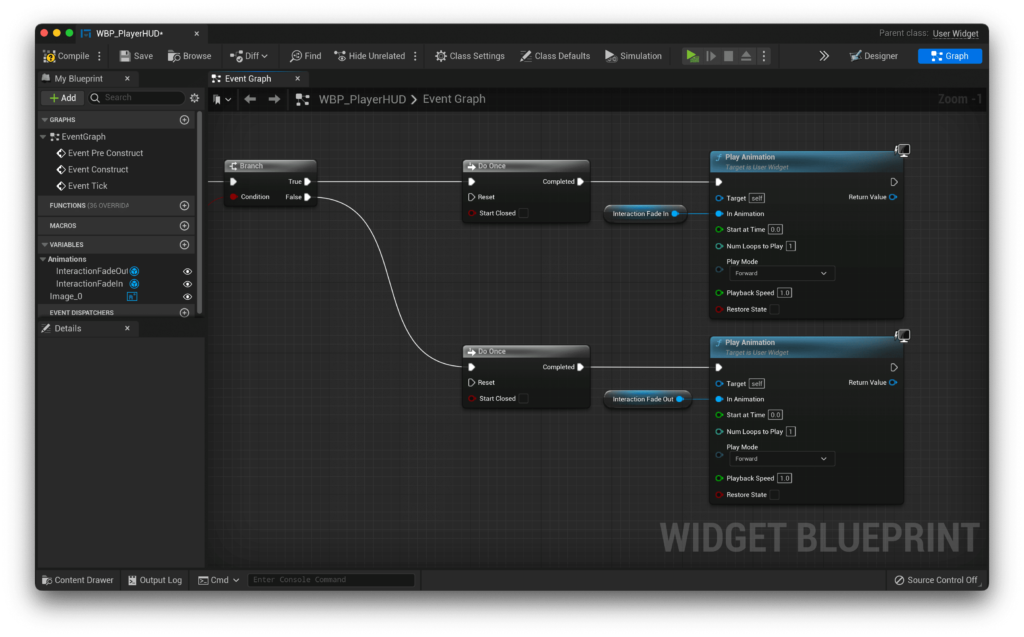 WBP_PlayerHUD•
Parent class: User Widget
Compile Save Browse Diff Find Hide Unrelated Class Settings Class Defaults Simulation Designer Graph
My Blueprint
Event Graph
Add Search
WBP_PlayerHUD > Event Graph Zoom -1
GRAPHS
EventGraph
Event Pre Construct
Event Construct
Event Tick
FUNCTIONS (36 OVERRIDA
MACROS
VARIABLES
Animations
InteractionFadeOut
InteractionFadeIn
Image_0
EVENT DISPATCHERS
Details
Branch
True
Condition False
Do Once
Completed
Reset
Start Closed
Interaction Fade In
Play Animation
Target is User Widget
Target self Return Value
In Animation
Start at Time 0.0
Num Loops to Play 1
Play Mode
Forward
Playback Speed 1.0
Restore State
Do Once
Completed
Reset
Start Closed
Interaction Fade Out
Play Animation
Target is User Widget
Target self Return Value
In Animation
Start at Time 0.0
Num Loops to Play 1
Play Mode
Forward
Playback Speed 1.0
Restore State
WIDGET BLUEPRINT
Content Drawer Output Log Cmd Enter Console Command Source Control Off